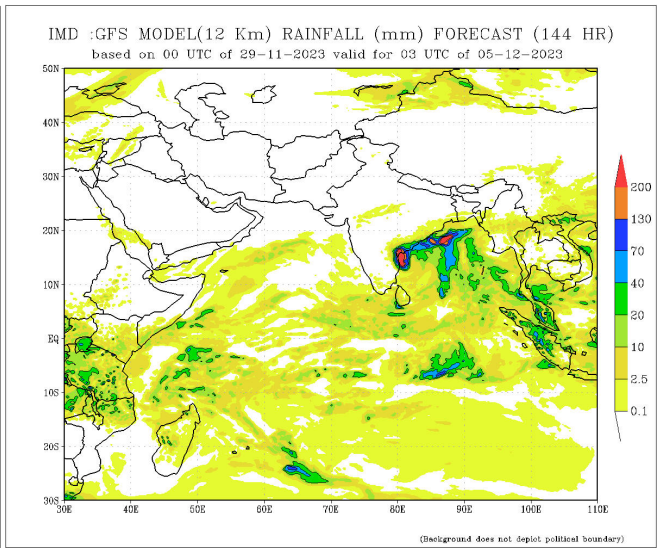 IMD :GFS MODEL(12 Km) RAINFALL (mm) FORECAST (144 HR)
based on 00 UTC of 29-11-2023 valid for 03 UTC of 05-12-2023
50N
40N
30N
20N
10N
EQ
10S
20S
30S
30E 40E 50E 60E 70E 80E 90E 100E 110E
200
130
70
40
20
10
2.5
0.1
(Background does not depict political boundary)